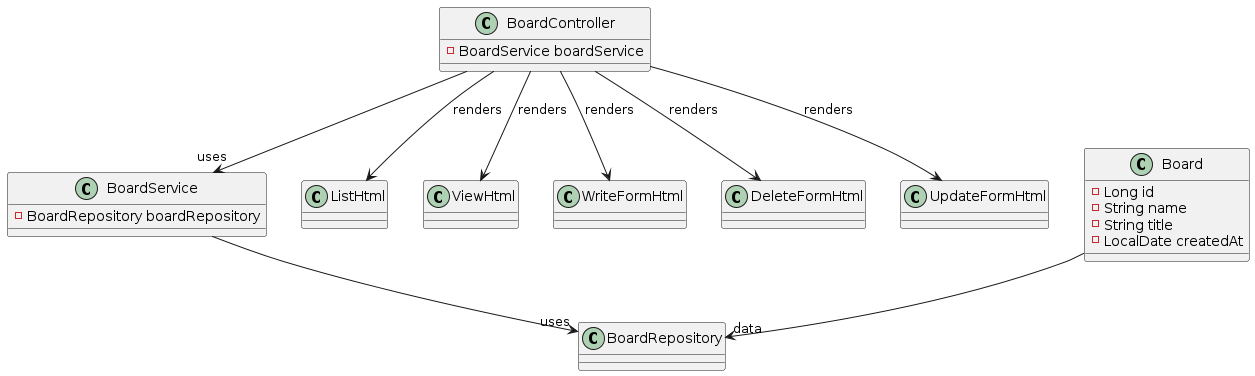 C BoardController
BoardService boardService
renders
renders
renders
renders
renders
uses
C BoardService
BoardRepository boardRepository
C ListHtml
C ViewHtml
C WriteFormHtml
C DeleteFormHtml
C UpdateFormHtml
C Board
Long id
String name
String title
LocalDate createdAt
uses
data
C BoardRepository